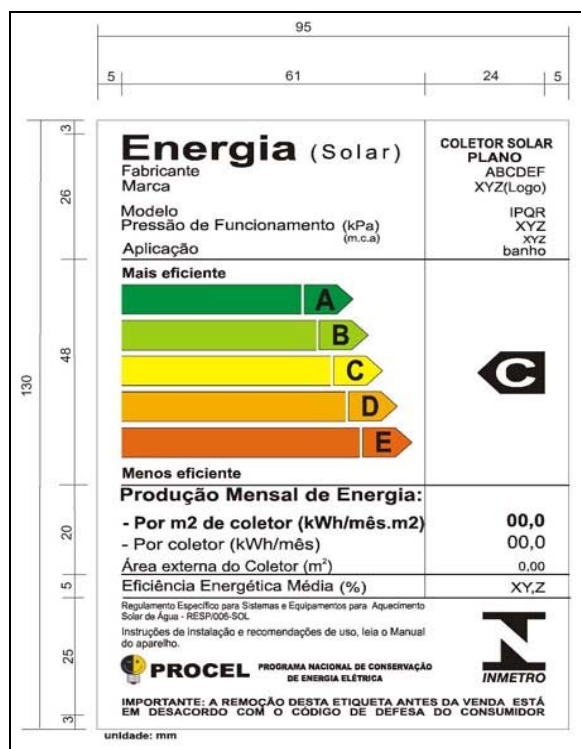 95
5 61 24 5
3
26
48
130
20
5
25
3
Energia (Solar)
COLETOR SOLAR
PLANO
Fabricante ABCDEF
Marca XYZ(Logo)
Modelo IPQR
Pressão de Funcionamento (kPa) XYZ
(m.c.a) XYZ
Aplicação banho
Mais eficiente
A
B
C
C
D
E
Menos eficiente
Produção Mensal de Energia:
- Por m2 de coletor (kWh/mês.m2) 00,0
- Por coletor (kWh/mês) 00,0
Área externa do Coletor (m²) 0,00
Eficiência Energética Média (%) XY,Z
Regulamento Específico para Sistemas e Equipamentos para Aquecimento
Solar de Água - RESP/006-SOL
Instruções de instalação e recomendações de uso, leia o Manual
do aparelho.
PROCEL PROGRAMA NACIONAL DE CONSERVAÇÃO
DE ENERGIA ELÉTRICA
INMETRO
IMPORTANTE: A REMOÇÃO DESTA ETIQUETA ANTES DA VENDA ESTÁ
EM DESACORDO COM O CÓDIGO DE DEFESA DO CONSUMIDOR
unidade: mm